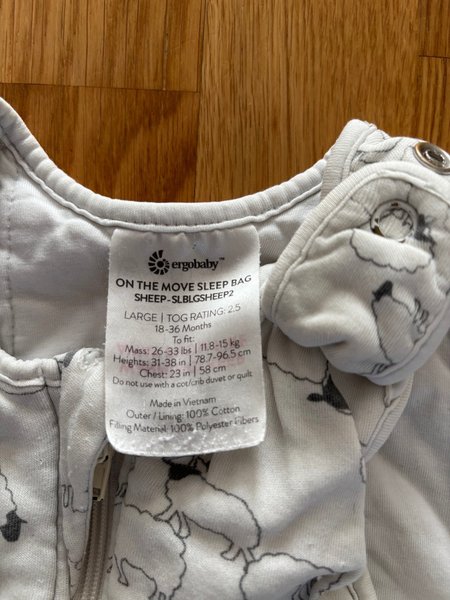 ergobaby™
ON THE MOVE SLEEP BAG
SHEEP-SLBLGSHEEP2
LARGE | TOG RATING: 2.5
18-36 Months
To fit:
Mass: 26-33 lbs | 11.8-15 kg
Heights: 31-38 in | 78.7-96.5 cm
Chest: 23 in | 58 cm
Do not use with a cot/crib duvet or quilt
Made in Vietnam
Outer / Lining: 100% Cotton
Filling Material: 100% Polyester Fibers